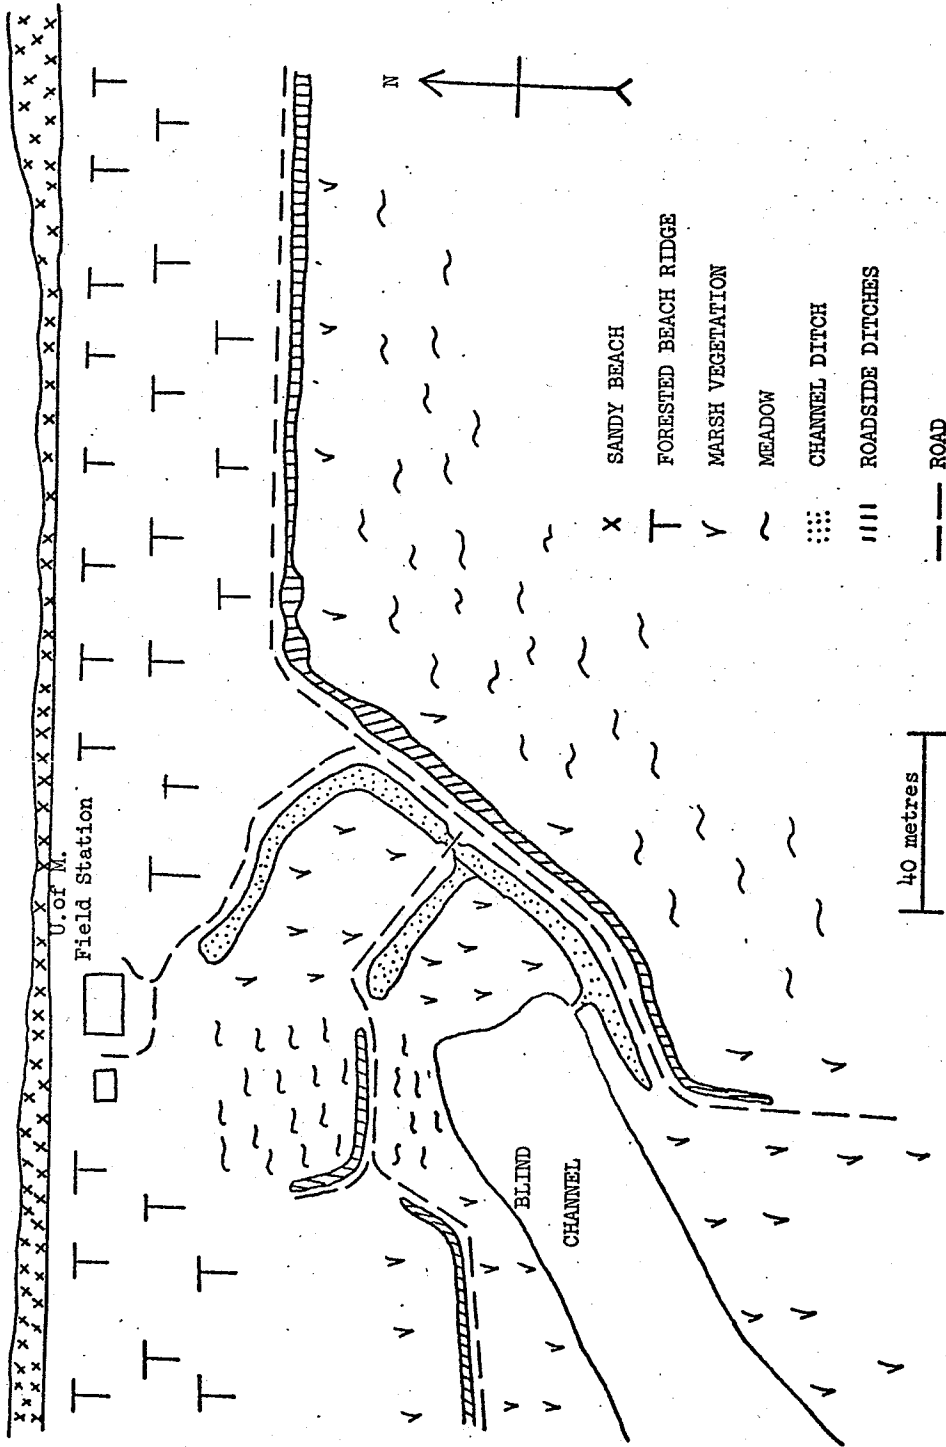 U. of M.
Field Station
N
BLIND
CHANNEL
SANDY BEACH
FORESTED BEACH RIDGE
MARSH VEGETATION
MEADOW
CHANNEL DITCH
ROADSIDE DITCHES
ROAD
40 metres